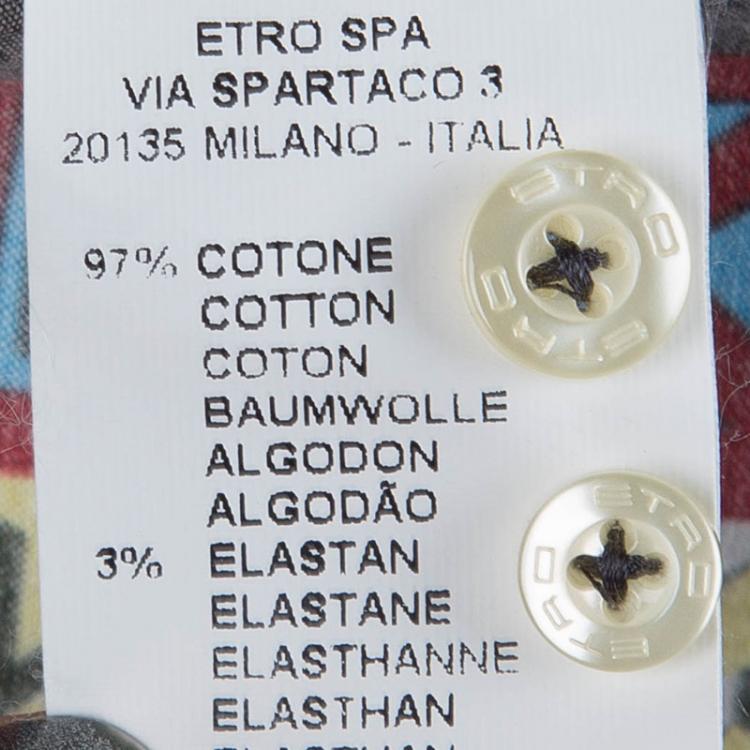 ETRO SPA
VIA SPARTACO 3
20135 MILANO - ITALIA
97% COTONE
COTTON
COTON
BAUMWOLLE
ALGODON
ALGODÃO
3% ELASTAN
ELASTANE
ELASTHANNE
ELASTHAN
ETRO
ETRO
ETRO
ETRO